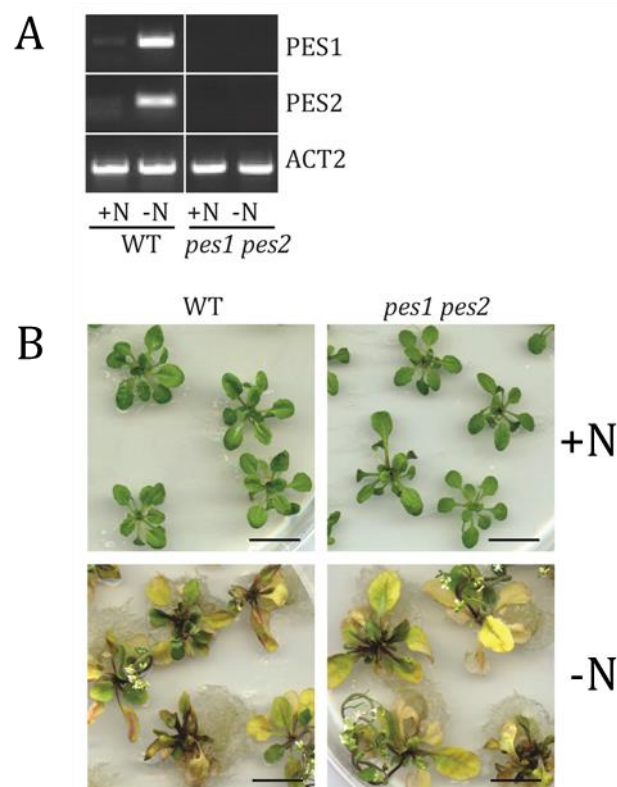 A
PES1
PES2
ACT2
+N -N +N -N
WT pes1 pes2
WT pes1 pes2
B
+N
-N